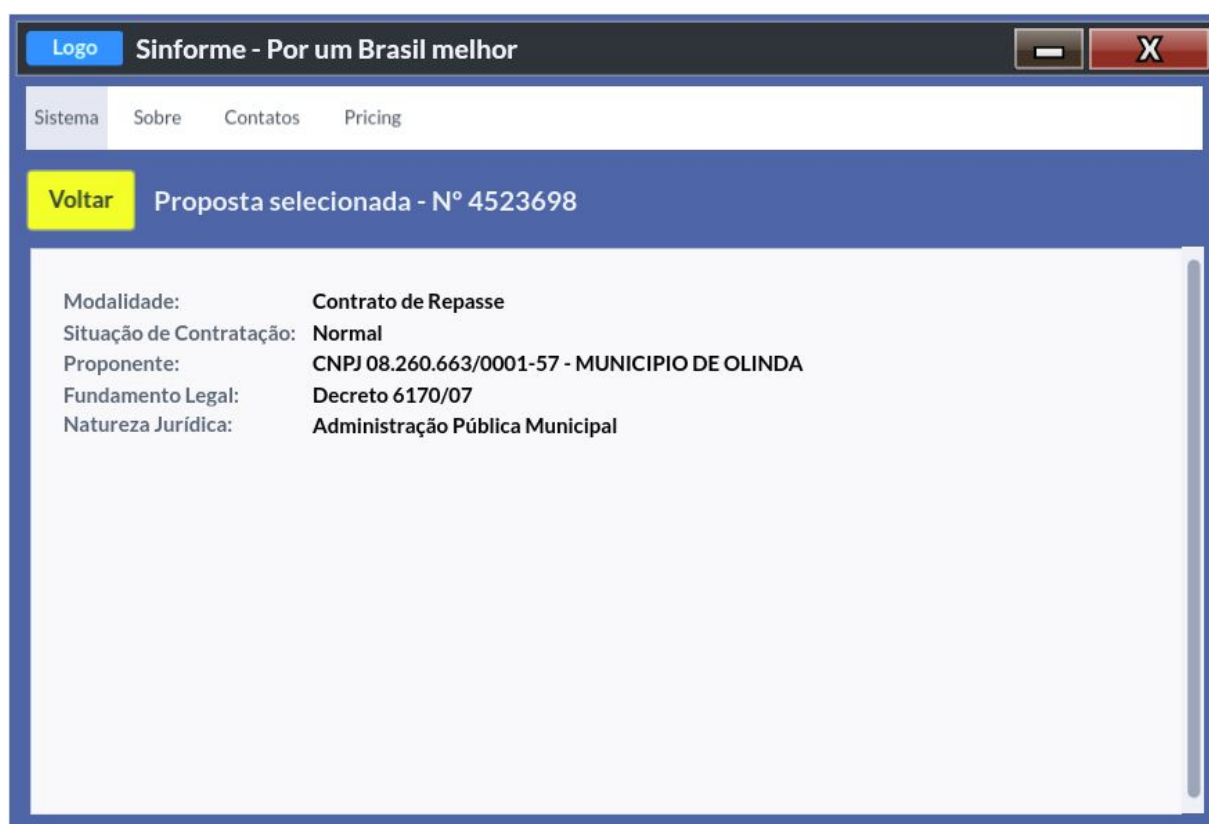 Logo Sinforme - Por um Brasil melhor X
Sistema Sobre Contatos Pricing
Voltar Proposta selecionada - Nº 4523698
Modalidade: Contrato de Repasse
Situação de Contratação: Normal
Proponente: CNPJ 08.260.663/0001-57 - MUNICIPIO DE OLINDA
Fundamento Legal: Decreto 6170/07
Natureza Jurídica: Administração Pública Municipal